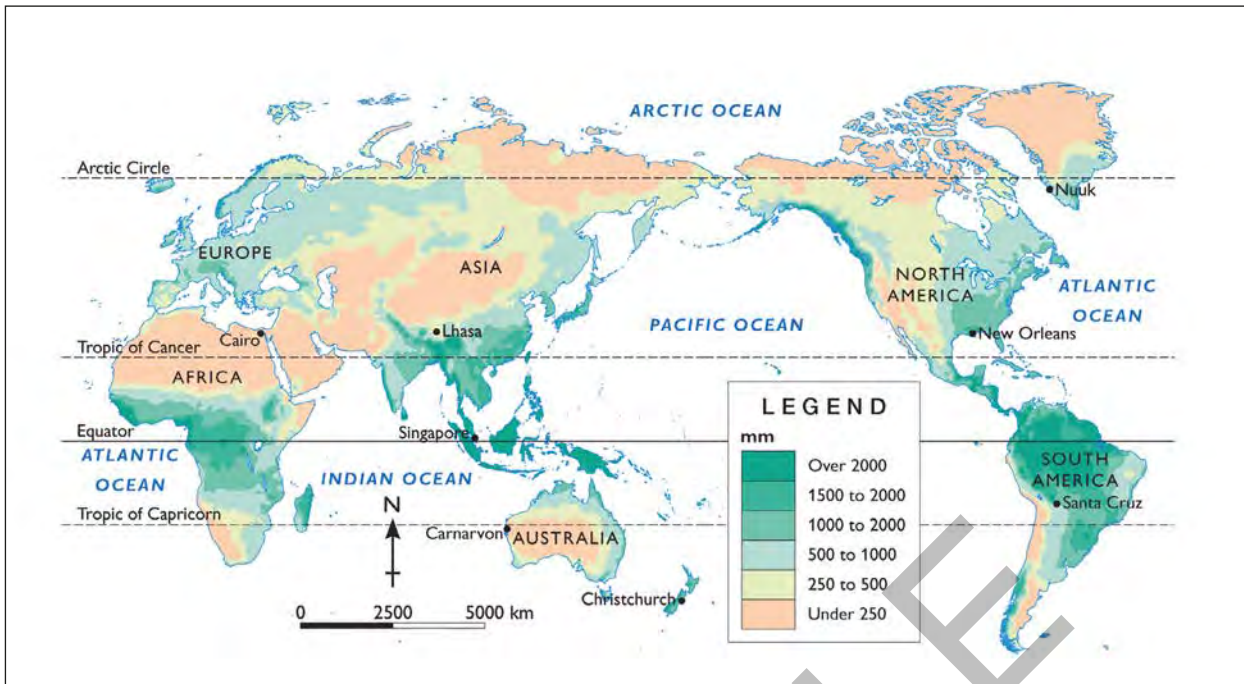 ARCTIC OCEAN
Arctic Circle
Nuuk
EUROPE
ASIA
NORTH
AMERICA
ATLANTIC
OCEAN
PACIFIC OCEAN
Lhasa
Cairo
New Orleans
Tropic of Cancer
AFRICA
Equator
Singapore
ATLANTIC
OCEAN
INDIAN OCEAN
SOUTH
AMERICA
Santa Cruz
Tropic of Capricorn
N
Carnarvon
AUSTRALIA
Christchurch
0 2500 5000 km
LEGEND
mm
Over 2000
1500 to 2000
1000 to 2000
500 to 1000
250 to 500
Under 250